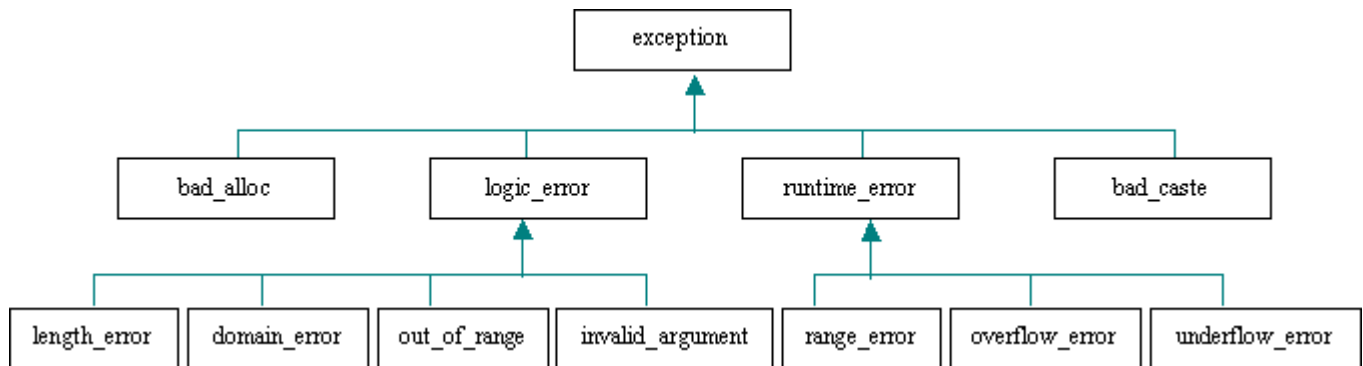 exception
bad_alloc
logic_error
runtime_error
bad_caste
length_error
domain_error
out_of_range
invalid_argument
range_error
overflow_error
underflow_error